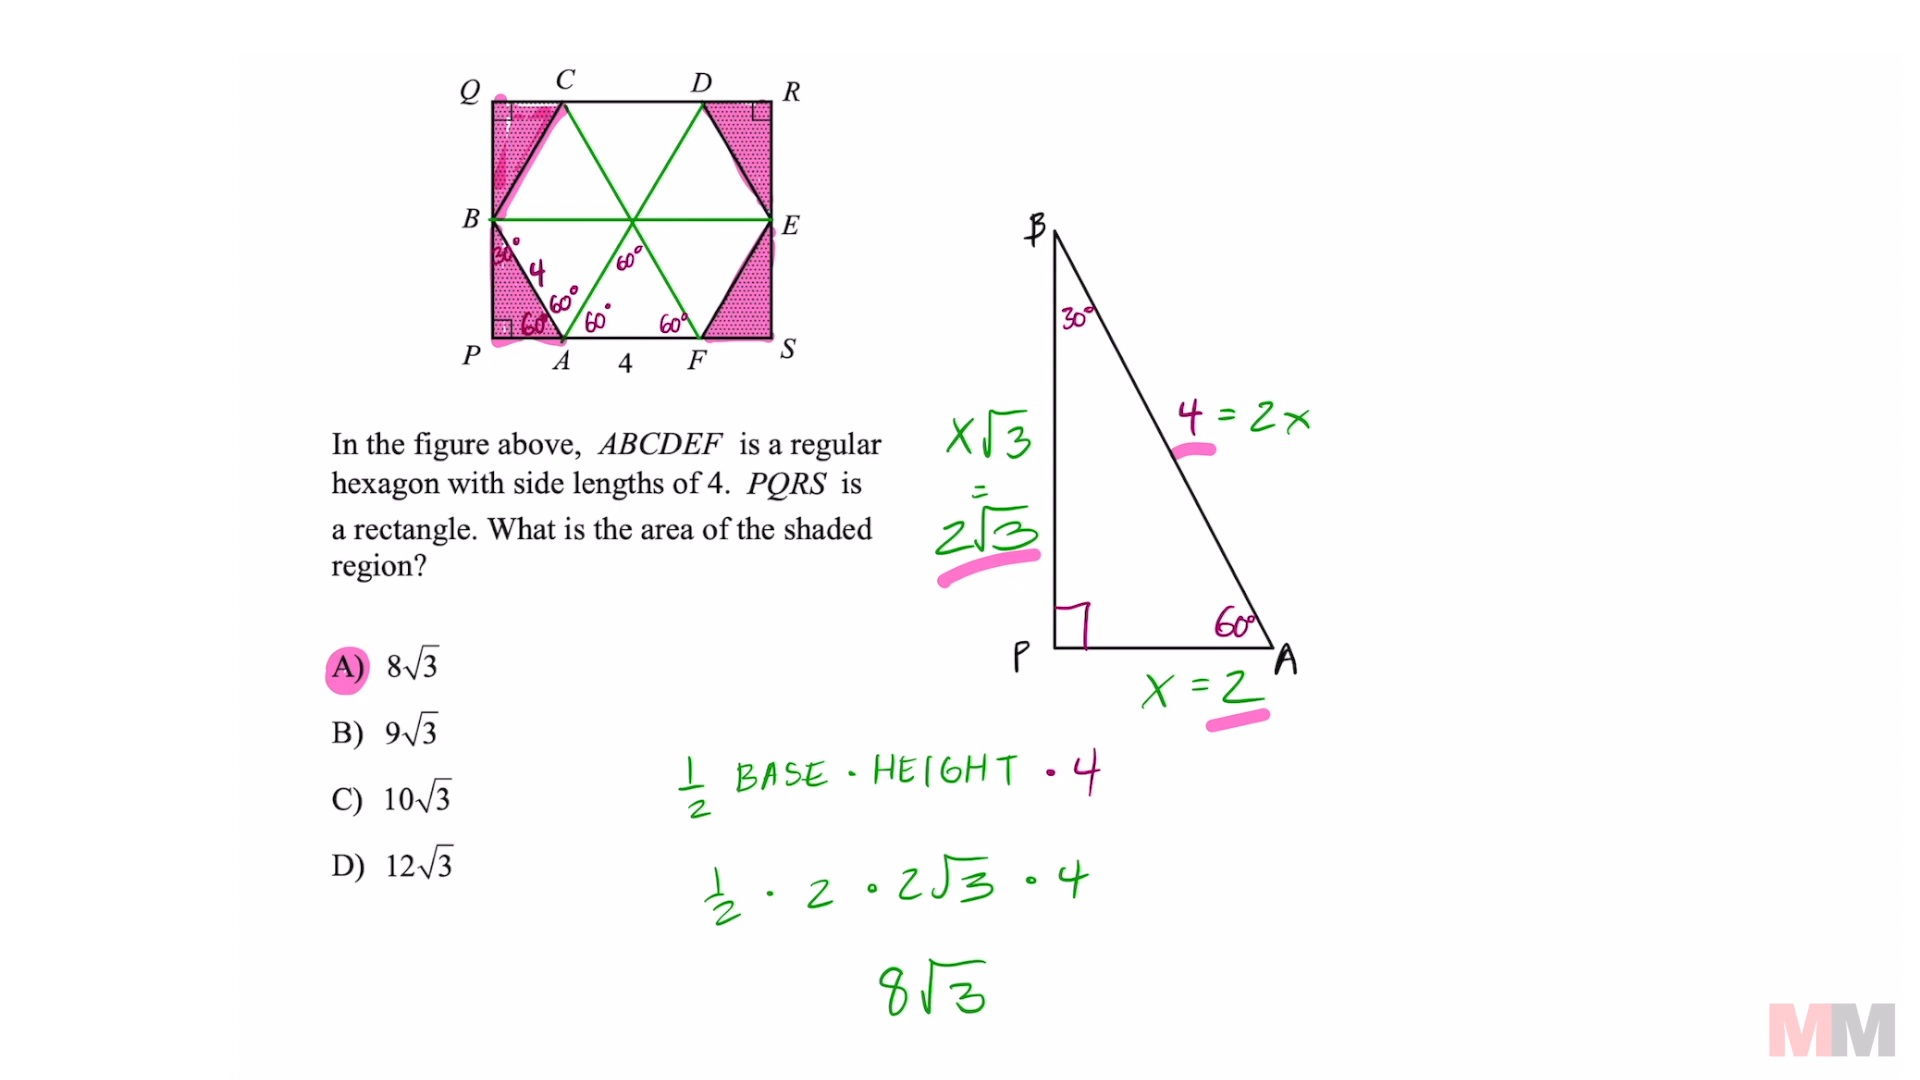 Q C D R
B E
30° 4 60°
60° 60° 60° 60°
P A 4 F S
In the figure above, ABCDEF is a regular
hexagon with side lengths of 4. PQRS is
a rectangle. What is the area of the shaded
region?
A) 8√3
B) 9√3
C) 10√3
D) 12√3
B
30°
4 = 2x
x√3
=
2√3
60°
P A
x = 2
1/2 BASE · HEIGHT · 4
1/2 · 2 · 2√3 · 4
8√3
MM